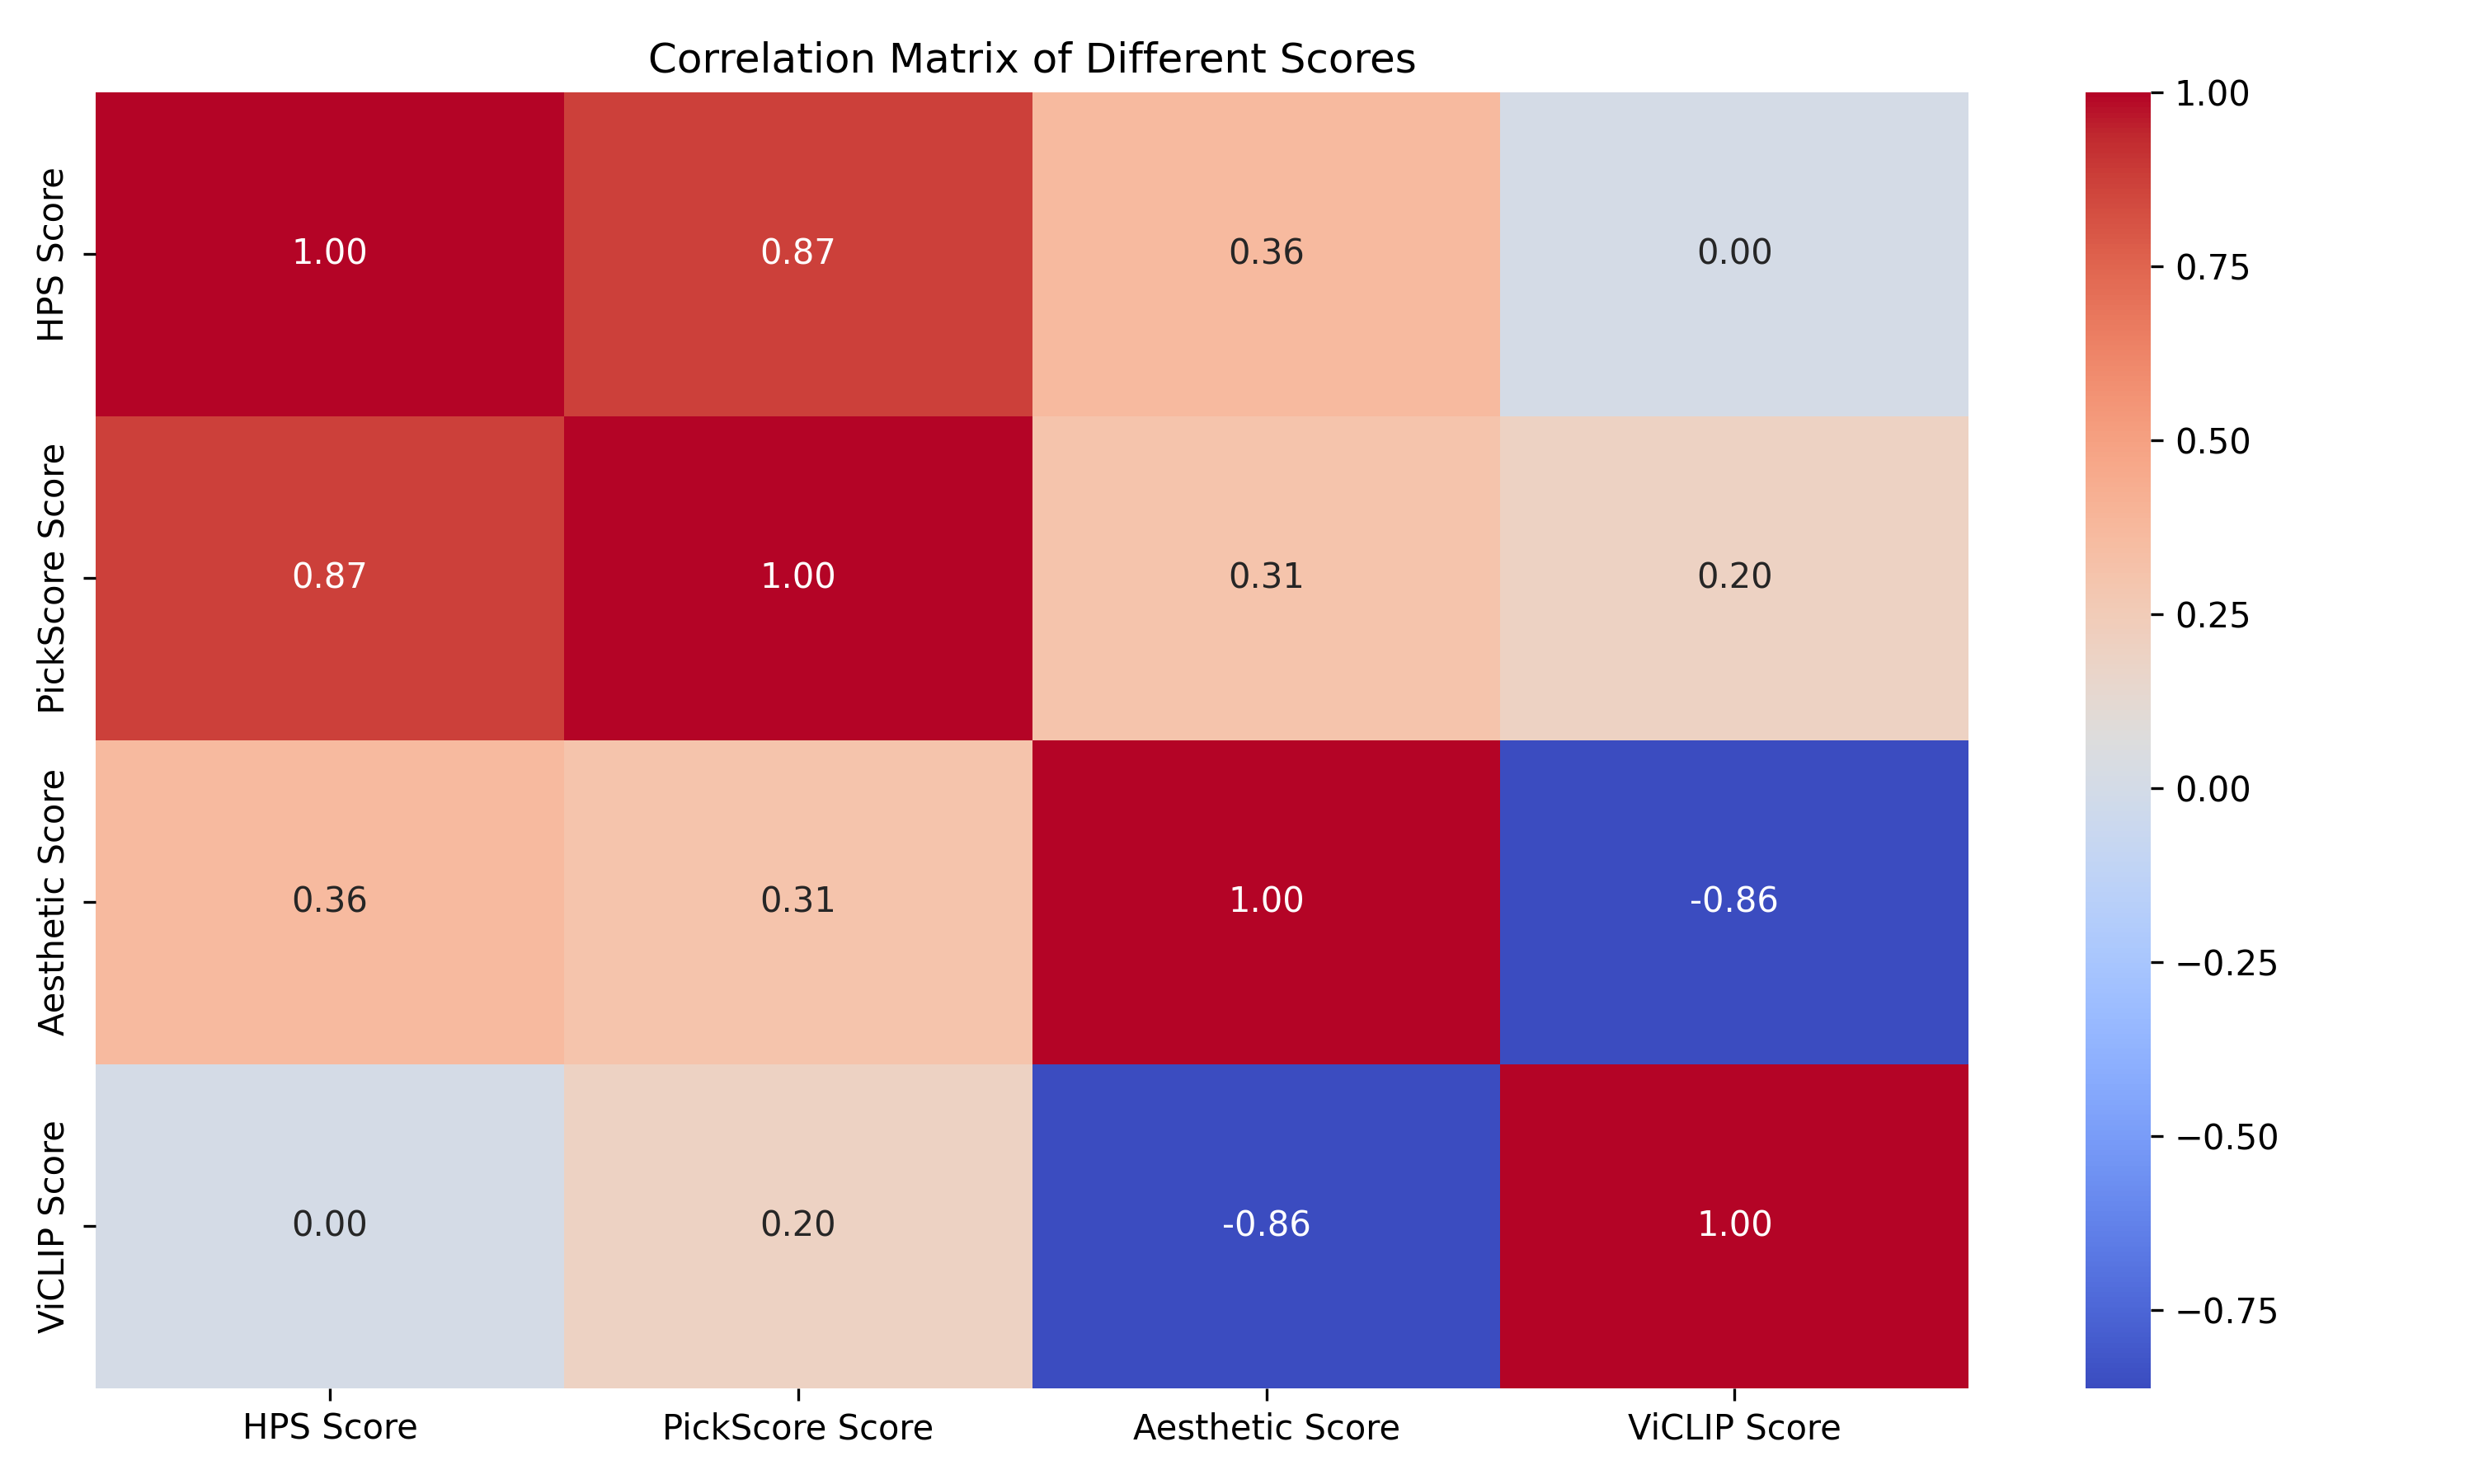 Correlation Matrix of Different Scores
HPS Score
1.00 0.87 0.36 0.00
PickScore Score
0.87 1.00 0.31 0.20
Aesthetic Score
0.36 0.31 1.00 -0.86
ViCLIP Score
0.00 0.20 -0.86 1.00
HPS Score PickScore Score Aesthetic Score ViCLIP Score
1.00
0.75
0.50
0.25
0.00
−0.25
−0.50
−0.75